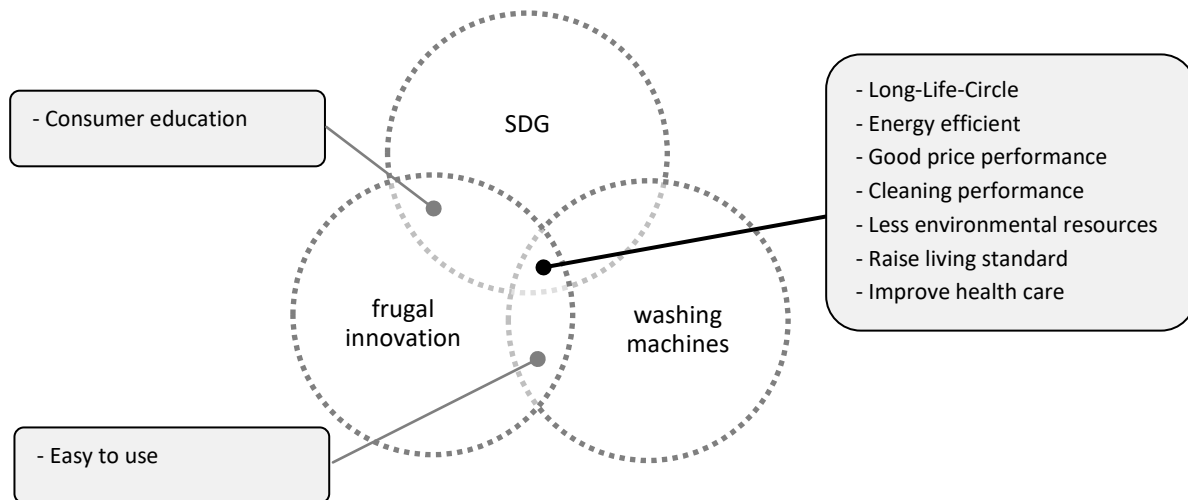 SDG
- Consumer education
- Long-Life-Circle
- Energy efficient
- Good price performance
- Cleaning performance
- Less environmental resources
- Raise living standard
- Improve health care
frugal
innovation
washing
machines
- Easy to use